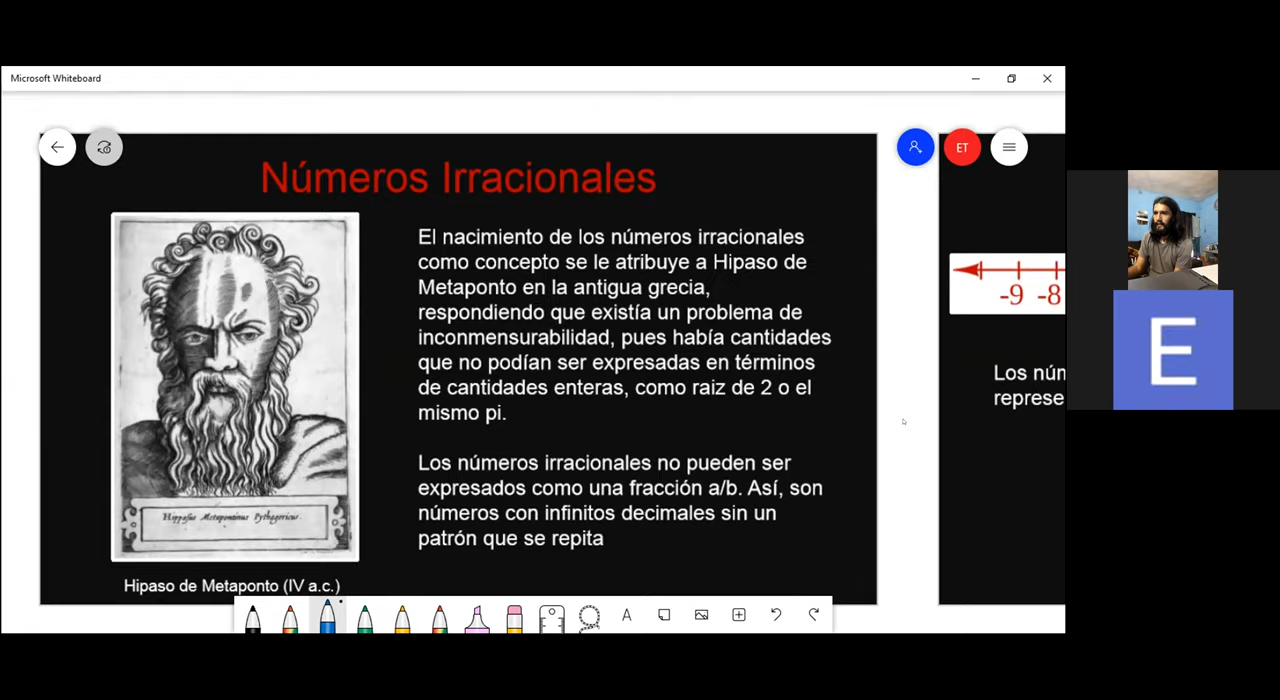 Microsoft Whiteboard
ET
Números Irracionales
El nacimiento de los números irracionales
como concepto se le atribuye a Hipaso de
Metaponto en la antigua grecia,
respondiendo que existía un problema de
inconmensurabilidad, pues había cantidades
que no podían ser expresadas en términos
de cantidades enteras, como raiz de 2 o el
mismo pi.
Los números irracionales no pueden ser
expresados como una fracción a/b. Así, son
números con infinitos decimales sin un
patrón que se repita
Hippasus Metapontinus Pythagoricus.
Hipaso de Metaponto (IV a.c.)
-9 -8
Los núm
represe
E
A